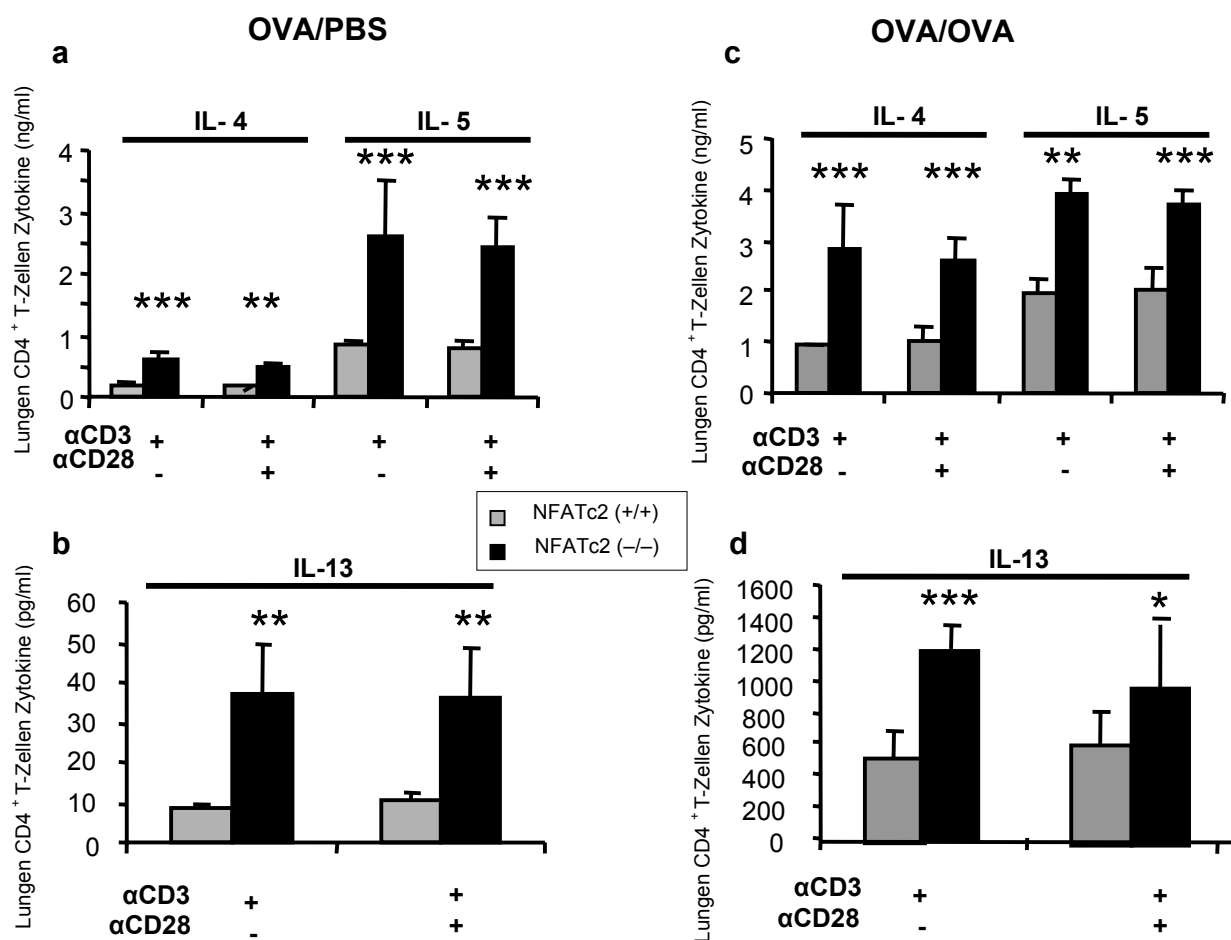 OVA/PBS
OVA/OVA
a
Lungen CD4 + T-Zellen Zytokine (ng/ml)
IL- 4
IL- 5
4
3
2
1
0
***
**
***
***
αCD3 + + + +
αCD28 - + - +
c
Lungen CD4 + T-Zellen Zytokine (ng/ml)
IL- 4
IL- 5
5
4
3
2
1
0
***
***
**
***
αCD3 + + + +
αCD28 - + - +
NFATc2 (+/+)
NFATc2 (–/–)
b
Lungen CD4 + T-Zellen Zytokine (pg/ml)
IL-13
60
50
40
30
20
10
0
**
**
αCD3 + +
αCD28 - +
d
Lungen CD4 + T-Zellen Zytokine (pg/ml)
IL-13
1600
1400
1200
1000
800
600
400
200
0
***
*
αCD3 + +
αCD28 - +